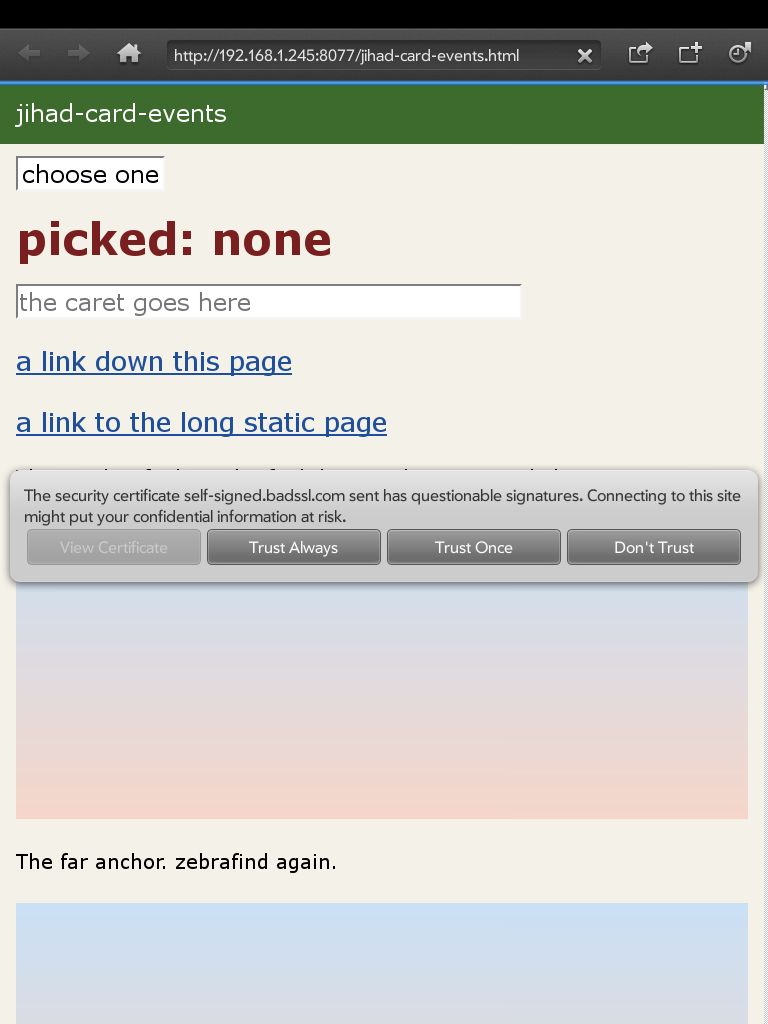 http://192.168.1.245:8077/jihad-card-events.html
jihad-card-events
choose one
picked: none
the caret goes here
a link down this page
a link to the long static page
The security certificate self-signed.badssl.com sent has questionable signatures. Connecting to this site
might put your confidential information at risk.
View Certificate
Trust Always
Trust Once
Don't Trust
The far anchor. zebrafind again.